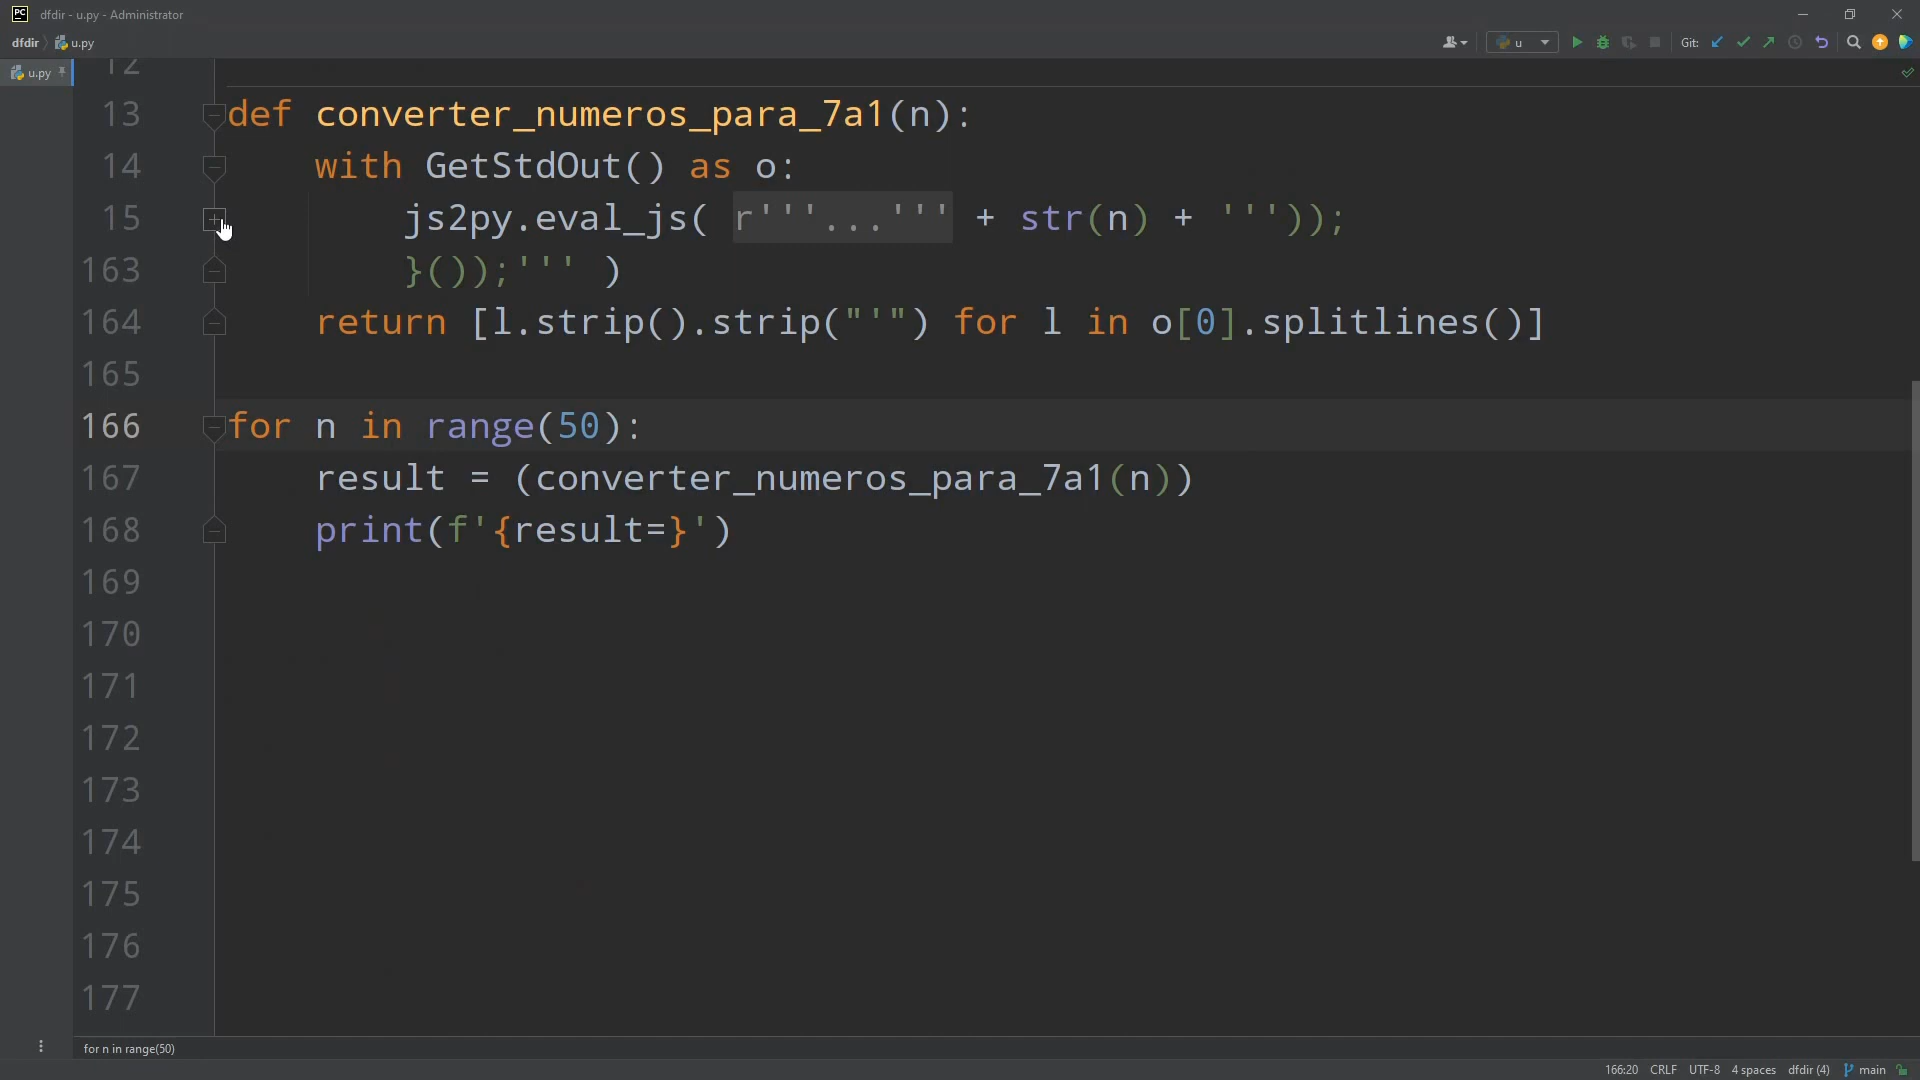 PC dfdir - u.py - Administrator
dfdir u.py u Git:
u.py
12
13 def converter_numeros_para_7a1(n):
14 with GetStdOut() as o:
15 js2py.eval_js( r'''...''' + str(n) + '''));
163 }());''' )
164 return [l.strip().strip("'") for l in o[0].splitlines()]
165
166 for n in range(50):
167 result = (converter_numeros_para_7a1(n))
168 print(f'{result=}')
169
170
171
172
173
174
175
176
177
for n in range(50)
166:20 CRLF UTF-8 4 spaces dfdir (4) main